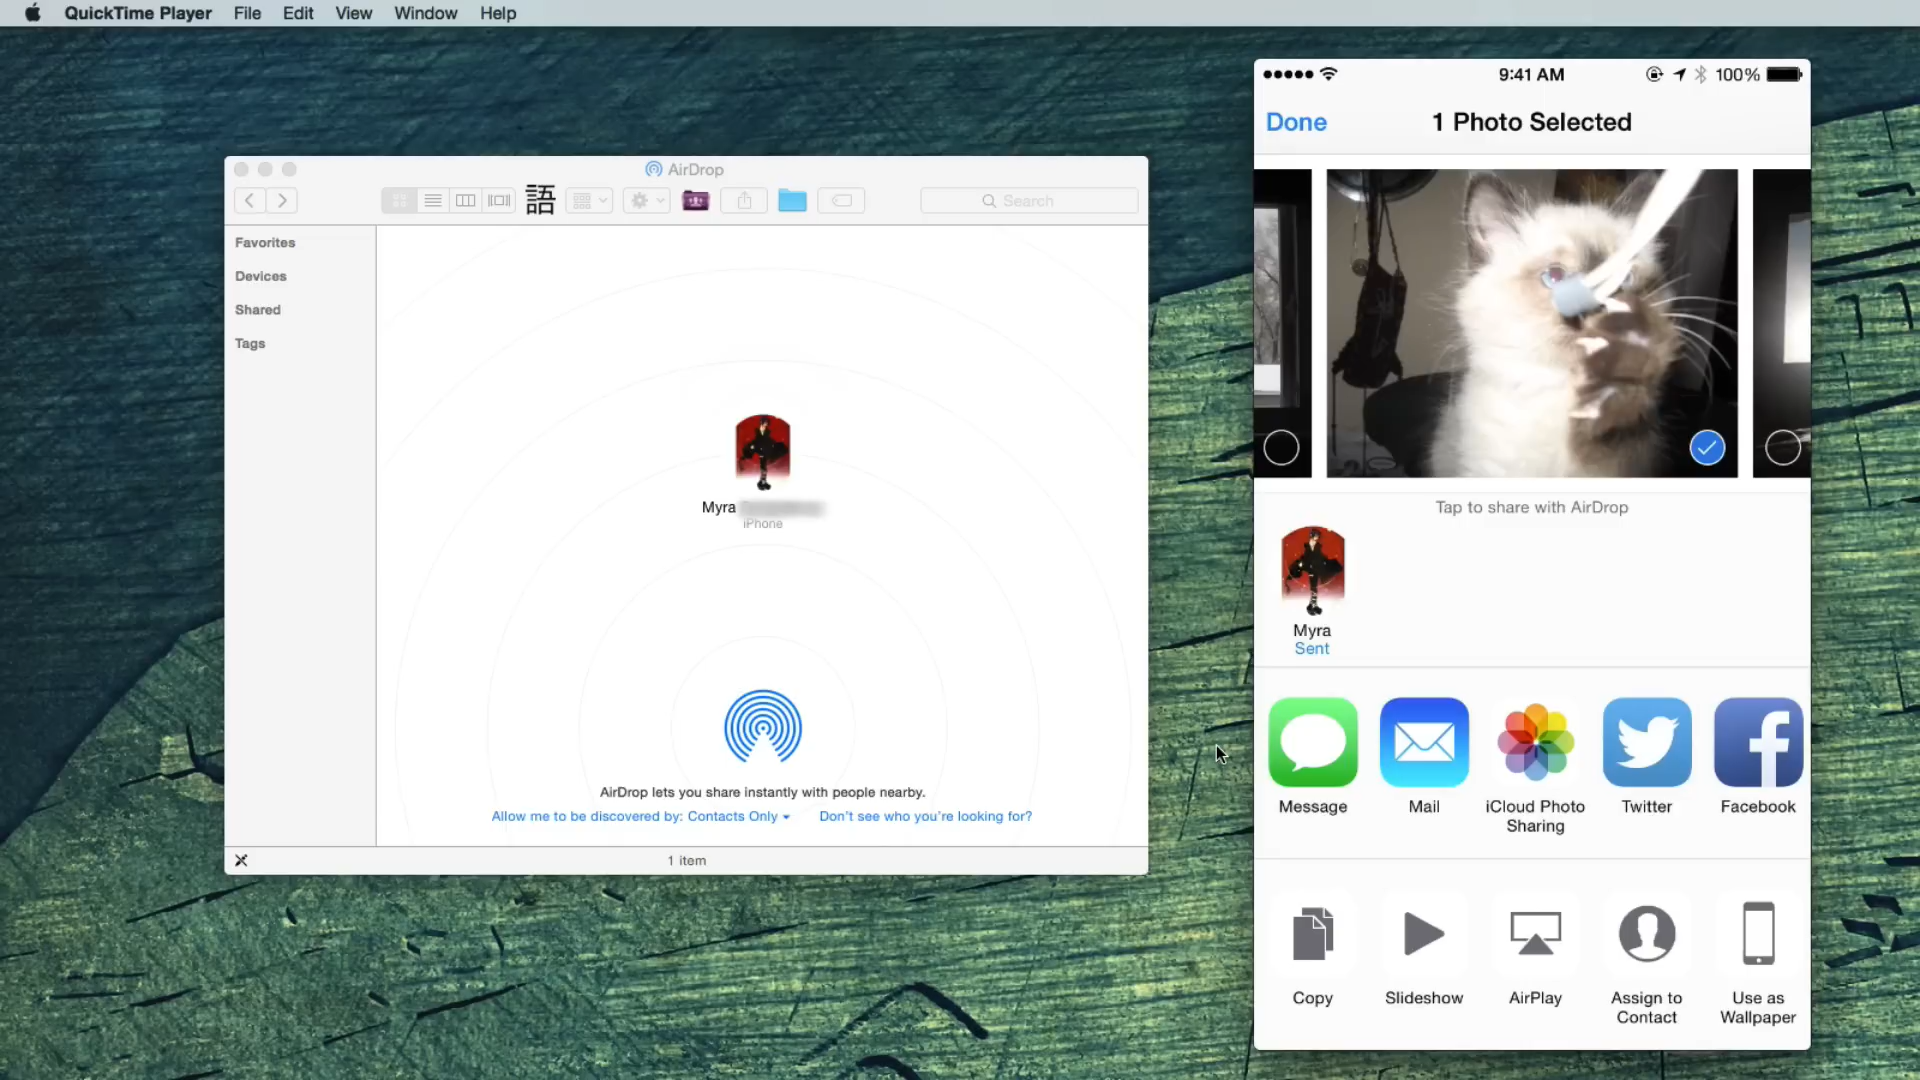 QuickTime Player File Edit View Window Help
AirDrop
語
Search
Favorites
Devices
Shared
Tags
Myra
iPhone
AirDrop lets you share instantly with people nearby.
Allow me to be discovered by: Contacts Only Don't see who you're looking for?
1 item
9:41 AM 100%
Done 1 Photo Selected
Tap to share with AirDrop
Myra
Sent
Message Mail iCloud Photo Twitter Facebook
Sharing
Copy Slideshow AirPlay Assign to Use as
Contact Wallpaper